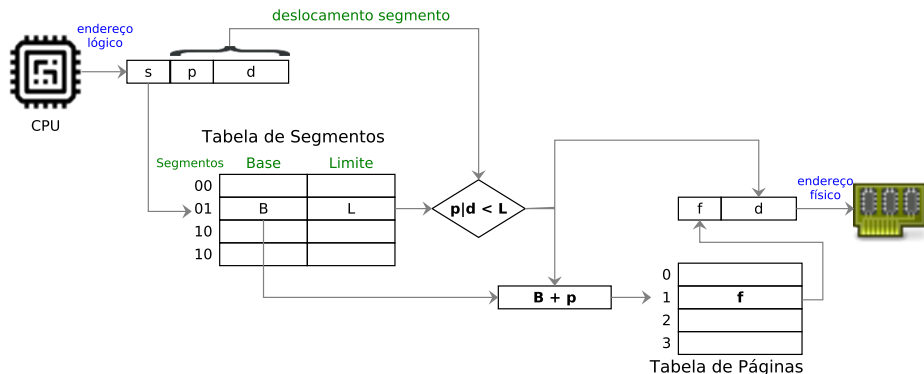 deslocamento segmento
endereço
lógico
s p d
CPU
Tabela de Segmentos
Segmentos Base Limite
00
01 B L
10
10
p|d < L
endereço
físico
f d
B + p
0
1 f
2
3
Tabela de Páginas